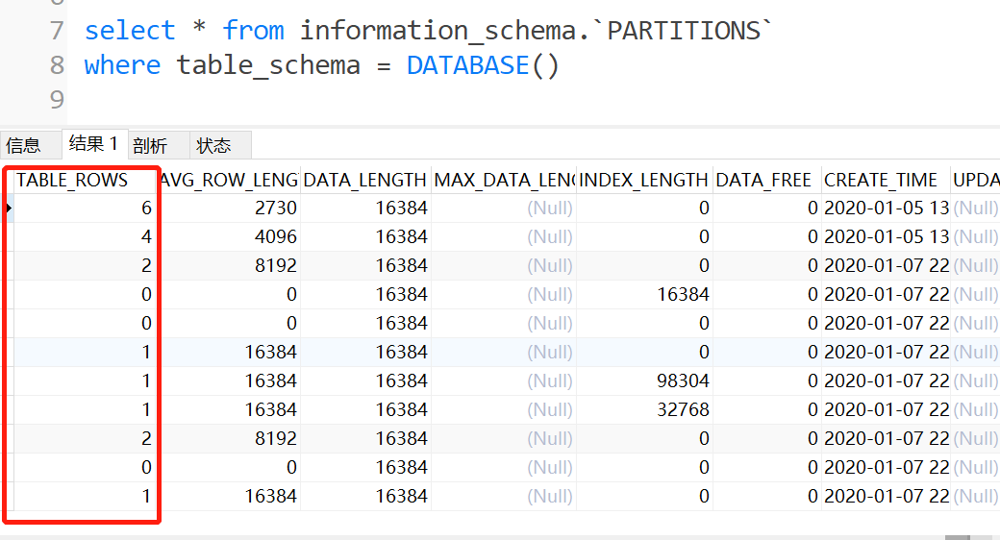 7 select * from information_schema.`PARTITIONS`
8 where table_schema = DATABASE()
9
信息 结果 1 剖析 状态
TABLE_ROWS AVG_ROW_LENG DATA_LENGTH MAX_DATA_LEN INDEX_LENGTH DATA_FREE CREATE_TIME UPDA
6 2730 16384 (Null) 0 0 2020-01-05 13 (Null)
4 4096 16384 (Null) 0 0 2020-01-05 13 (Null)
2 8192 16384 (Null) 0 0 2020-01-07 22 (Null)
0 0 16384 (Null) 16384 0 2020-01-07 22 (Null)
0 0 16384 (Null) 0 0 2020-01-07 22 (Null)
1 16384 16384 (Null) 0 0 2020-01-07 22 (Null)
1 16384 16384 (Null) 98304 0 2020-01-07 22 (Null)
1 16384 16384 (Null) 32768 0 2020-01-07 22 (Null)
2 8192 16384 (Null) 0 0 2020-01-07 22 (Null)
0 0 16384 (Null) 0 0 2020-01-07 22 (Null)
1 16384 16384 (Null) 0 0 2020-01-07 22 (Null)